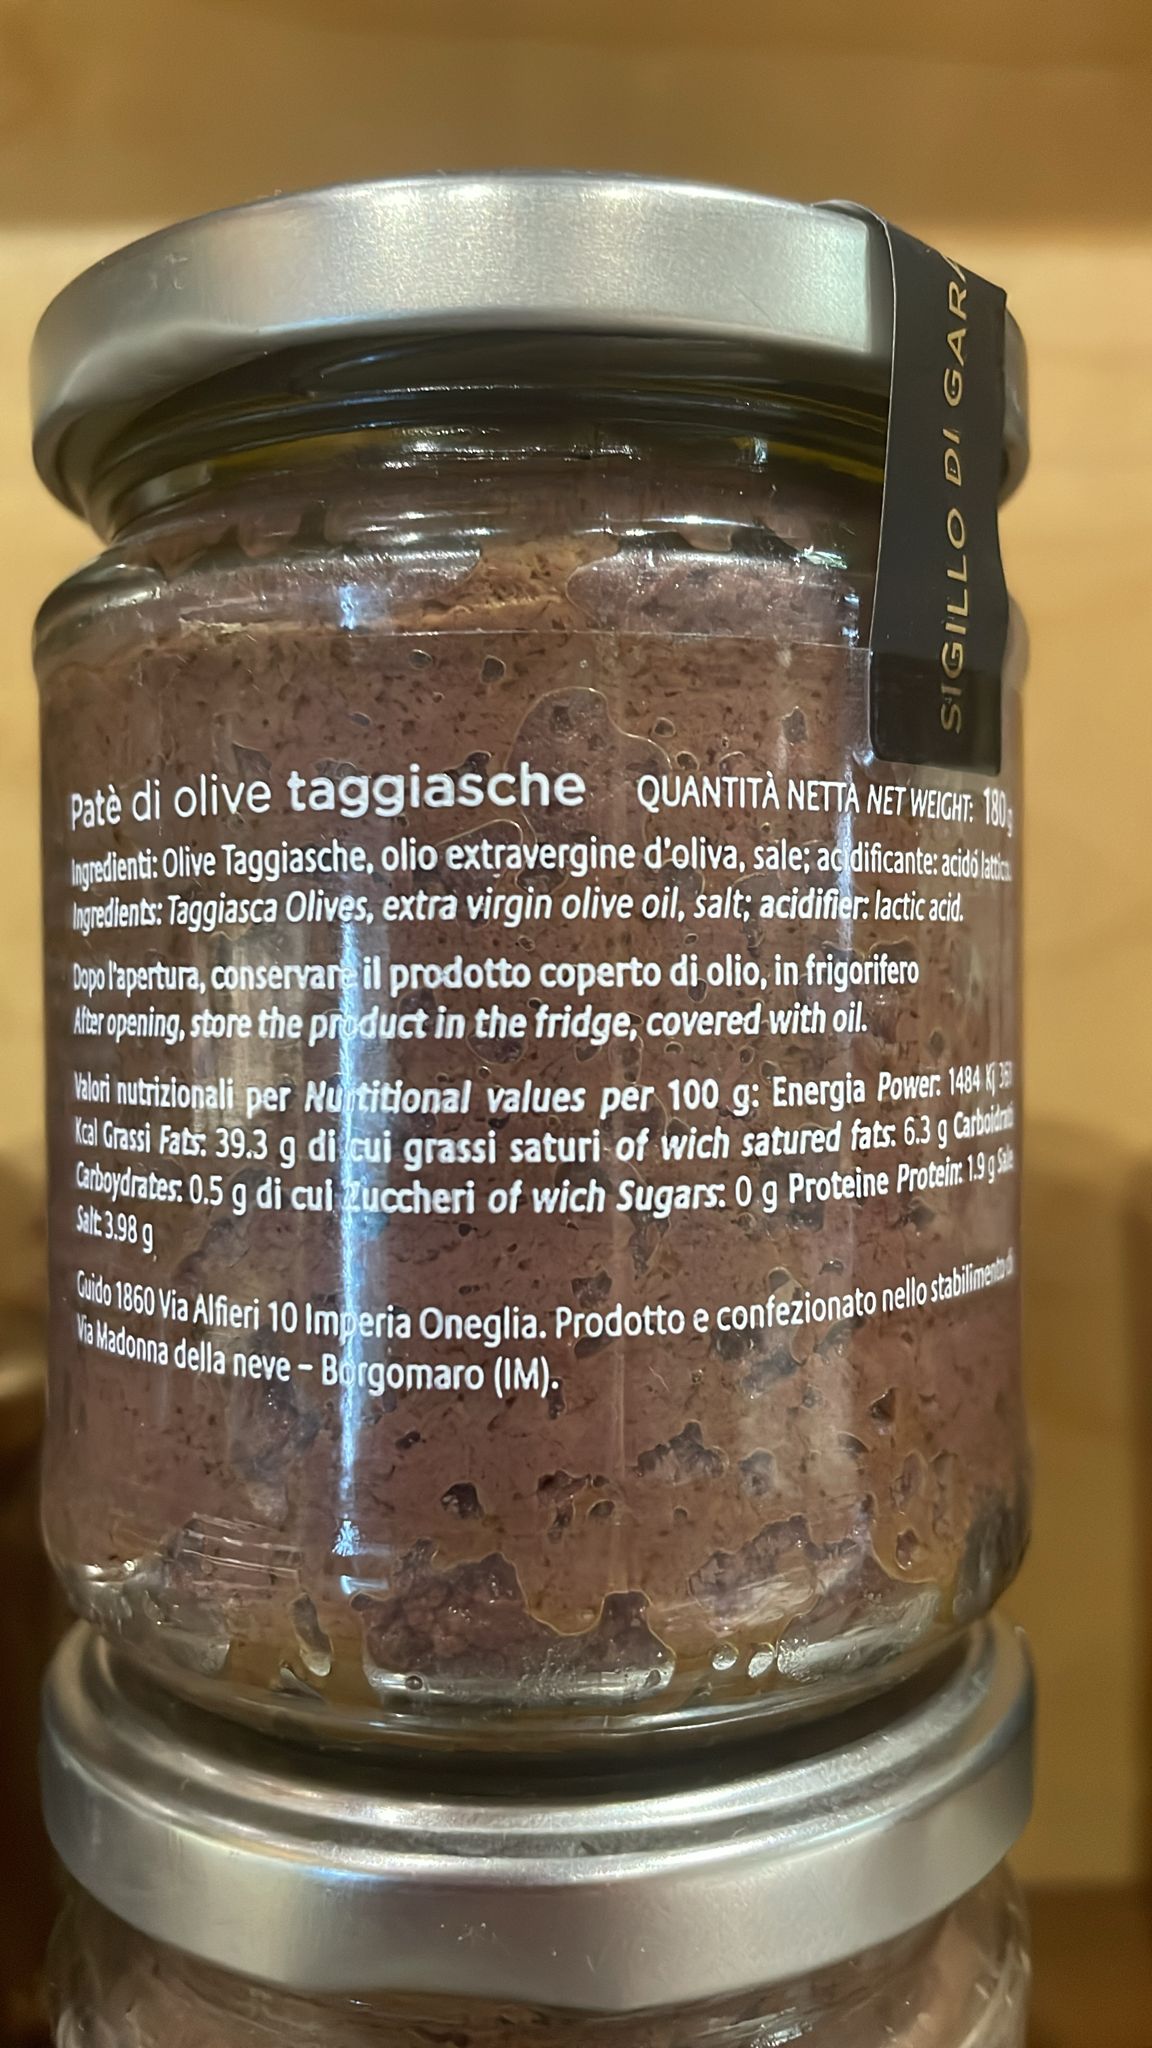 SIGILLO DI
Patè di olive taggiasche QUANTITÀ NETTA NET WEIGHT: 180 g
Ingredienti: Olive Taggiasche, olio extravergine d'oliva, sale; acidificante: acido lattico.
Ingredients: Taggiasca Olives, extra virgin olive oil, salt; acidifier: lactic acid.
Dopo l'apertura, conservare il prodotto coperto di olio, in frigorifero
After opening, store the product in the fridge, covered with oil.
Valori nutrizionali per Nutritional values per 100 g: Energia Power: 1484 Kj
Kcal Grassi Fats: 39.3 g di cui grassi saturi of wich satured fats: 6.3 g Carboidrati
Carboydrates: 0.5 g di cui Zuccheri of wich Sugars: 0 g Proteine Protein: 1.9 g Sale
Salt: 3.98 g
Guido 1860 Via Alfieri 10 Imperia Oneglia. Prodotto e confezionato nello stabilimento di
Via Madonna della neve – Borgomaro (IM).